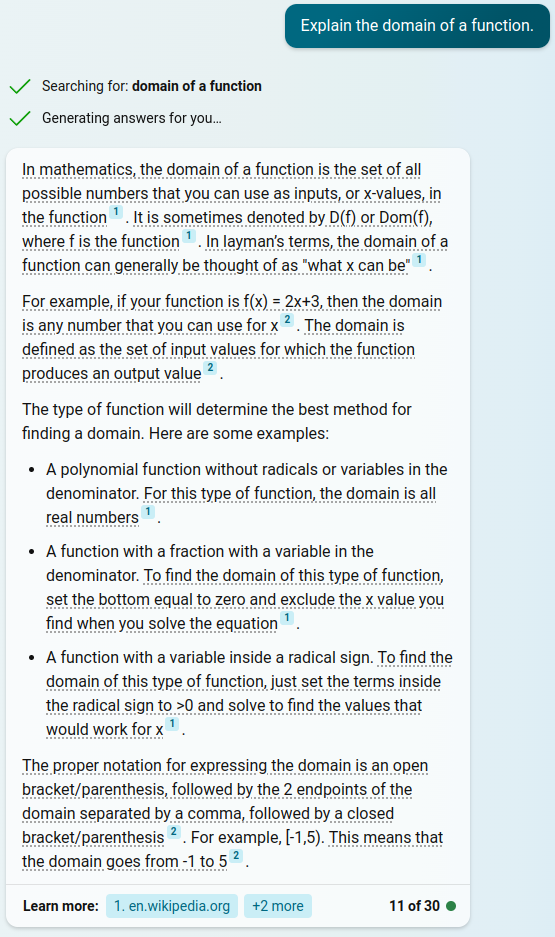 Explain the domain of a function.
Searching for: domain of a function
Generating answers for you...
In mathematics, the domain of a function is the set of all
possible numbers that you can use as inputs, or x-values, in
the function 1 . It is sometimes denoted by D(f) or Dom(f),
where f is the function 1 . In layman's terms, the domain of a
function can generally be thought of as "what x can be" 1 .
For example, if your function is f(x) = 2x+3, then the domain
is any number that you can use for x 2 . The domain is
defined as the set of input values for which the function
produces an output value 2 .
The type of function will determine the best method for
finding a domain. Here are some examples:
• A polynomial function without radicals or variables in the
denominator. For this type of function, the domain is all
real numbers 1 .
• A function with a fraction with a variable in the
denominator. To find the domain of this type of function,
set the bottom equal to zero and exclude the x value you
find when you solve the equation 1 .
• A function with a variable inside a radical sign. To find the
domain of this type of function, just set the terms inside
the radical sign to >0 and solve to find the values that
would work for x 1 .
The proper notation for expressing the domain is an open
bracket/parenthesis, followed by the 2 endpoints of the
domain separated by a comma, followed by a closed
bracket/parenthesis 2 . For example, [-1,5). This means that
the domain goes from -1 to 5 2 .
Learn more: 1. en.wikipedia.org +2 more 11 of 30